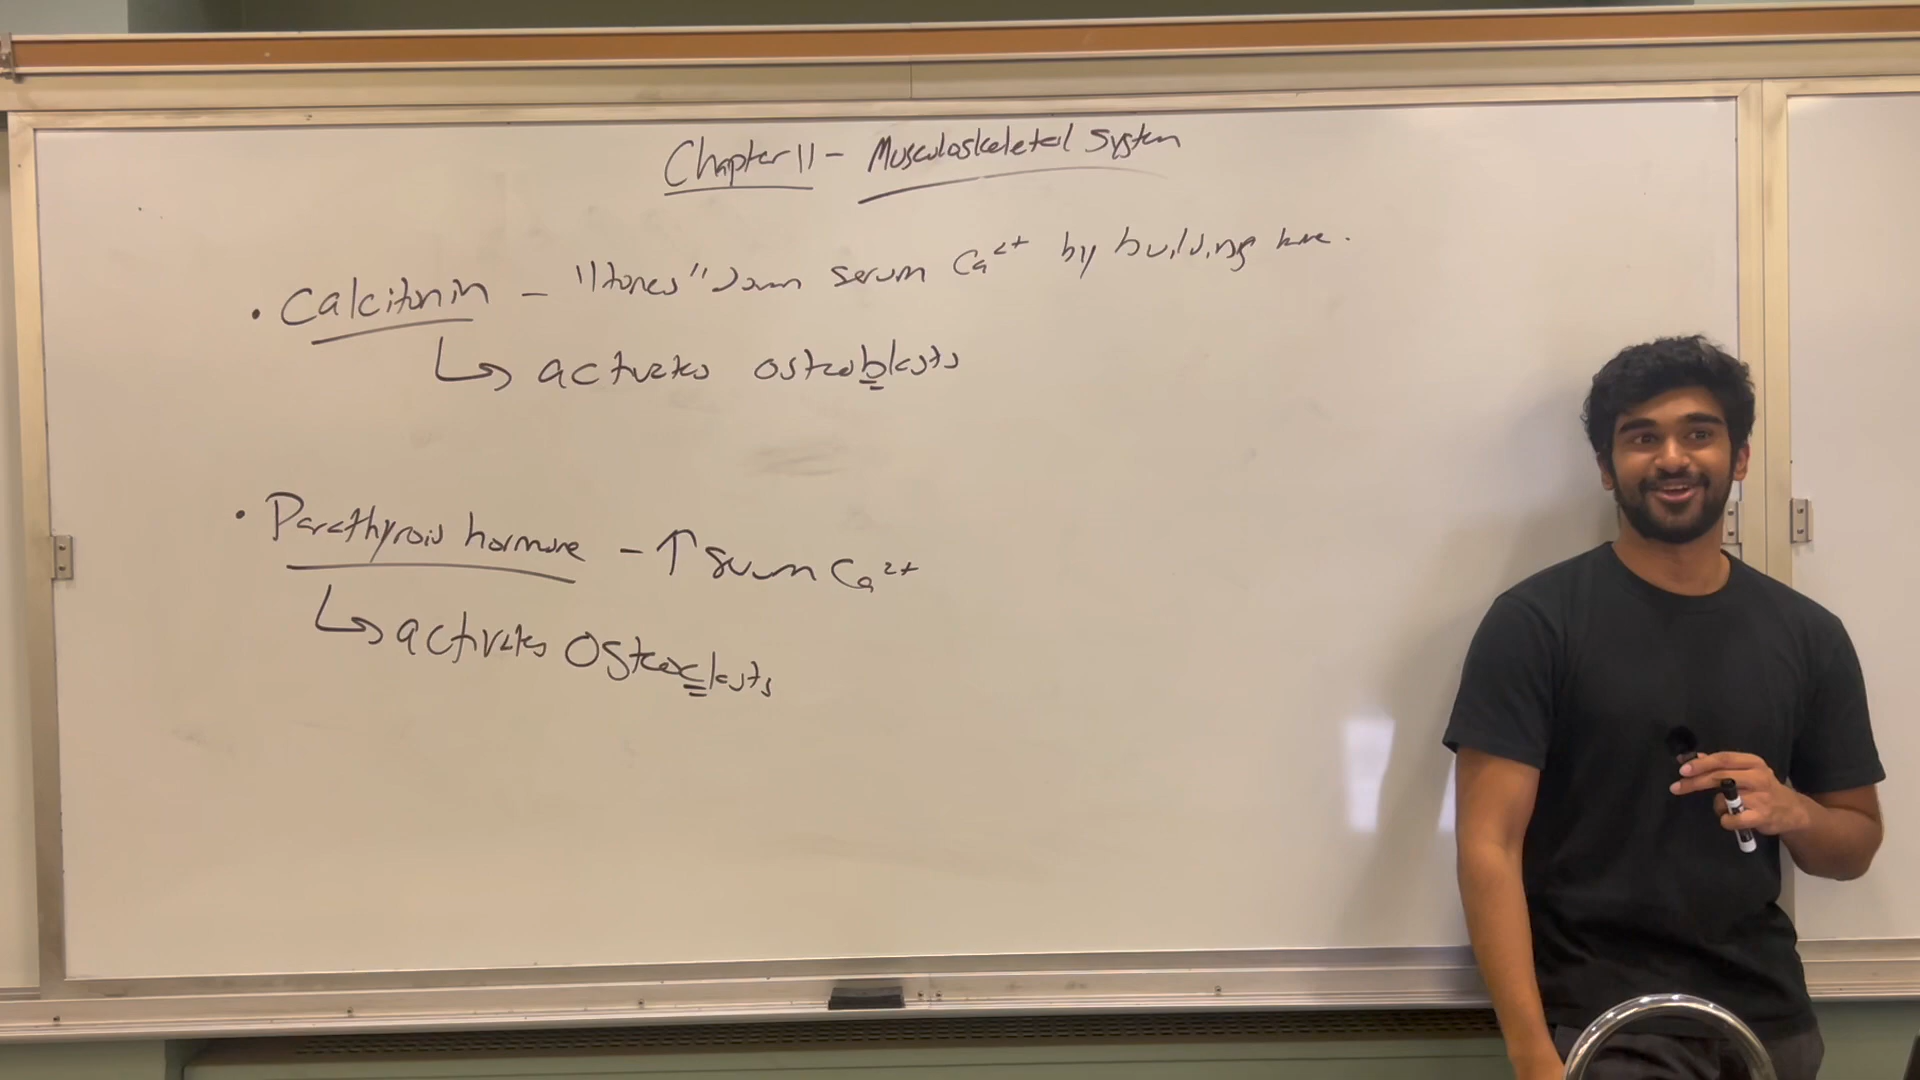 Chapter 11 - Musculoskeletal System
• Calcitonin - "tones" down serum Ca²⁺ by building bone.
↳ activates osteoblasts
• Parathyroid hormone - ↑ serum Ca²⁺
↳ activates Osteoclasts